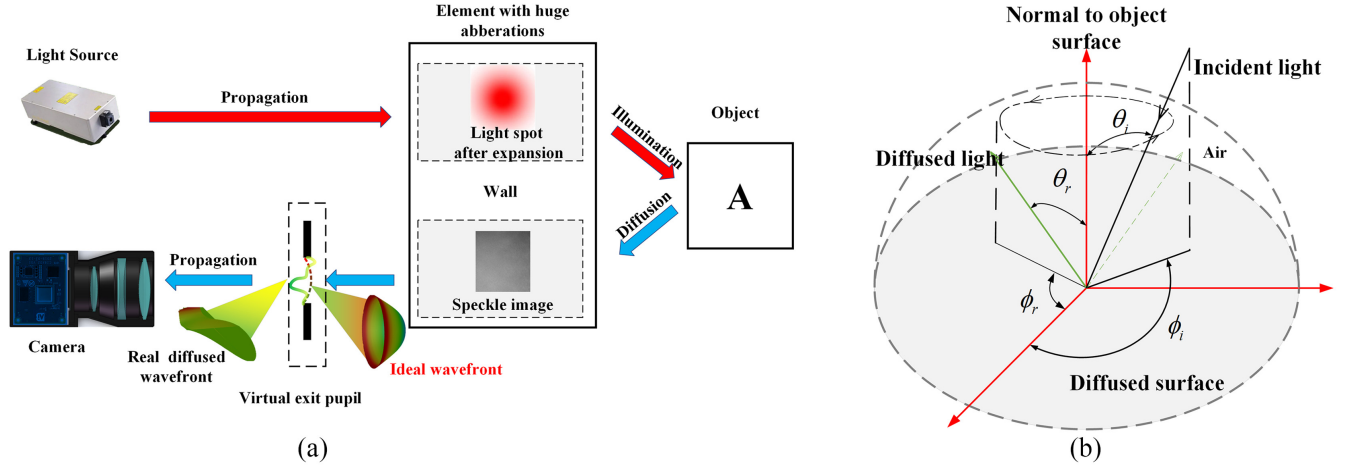 Element with huge
abberations
Light Source
Propagation
Light spot
after expansion
Illumination
Object
Wall
A
Diffusion
Speckle image
Propagation
Camera
Real diffused
wavefront
Ideal wavefront
Virtual exit pupil
(a)
Normal to object
surface
Incident light
θi
Diffused light
Air
θr
ϕr
ϕi
Diffused surface
(b)